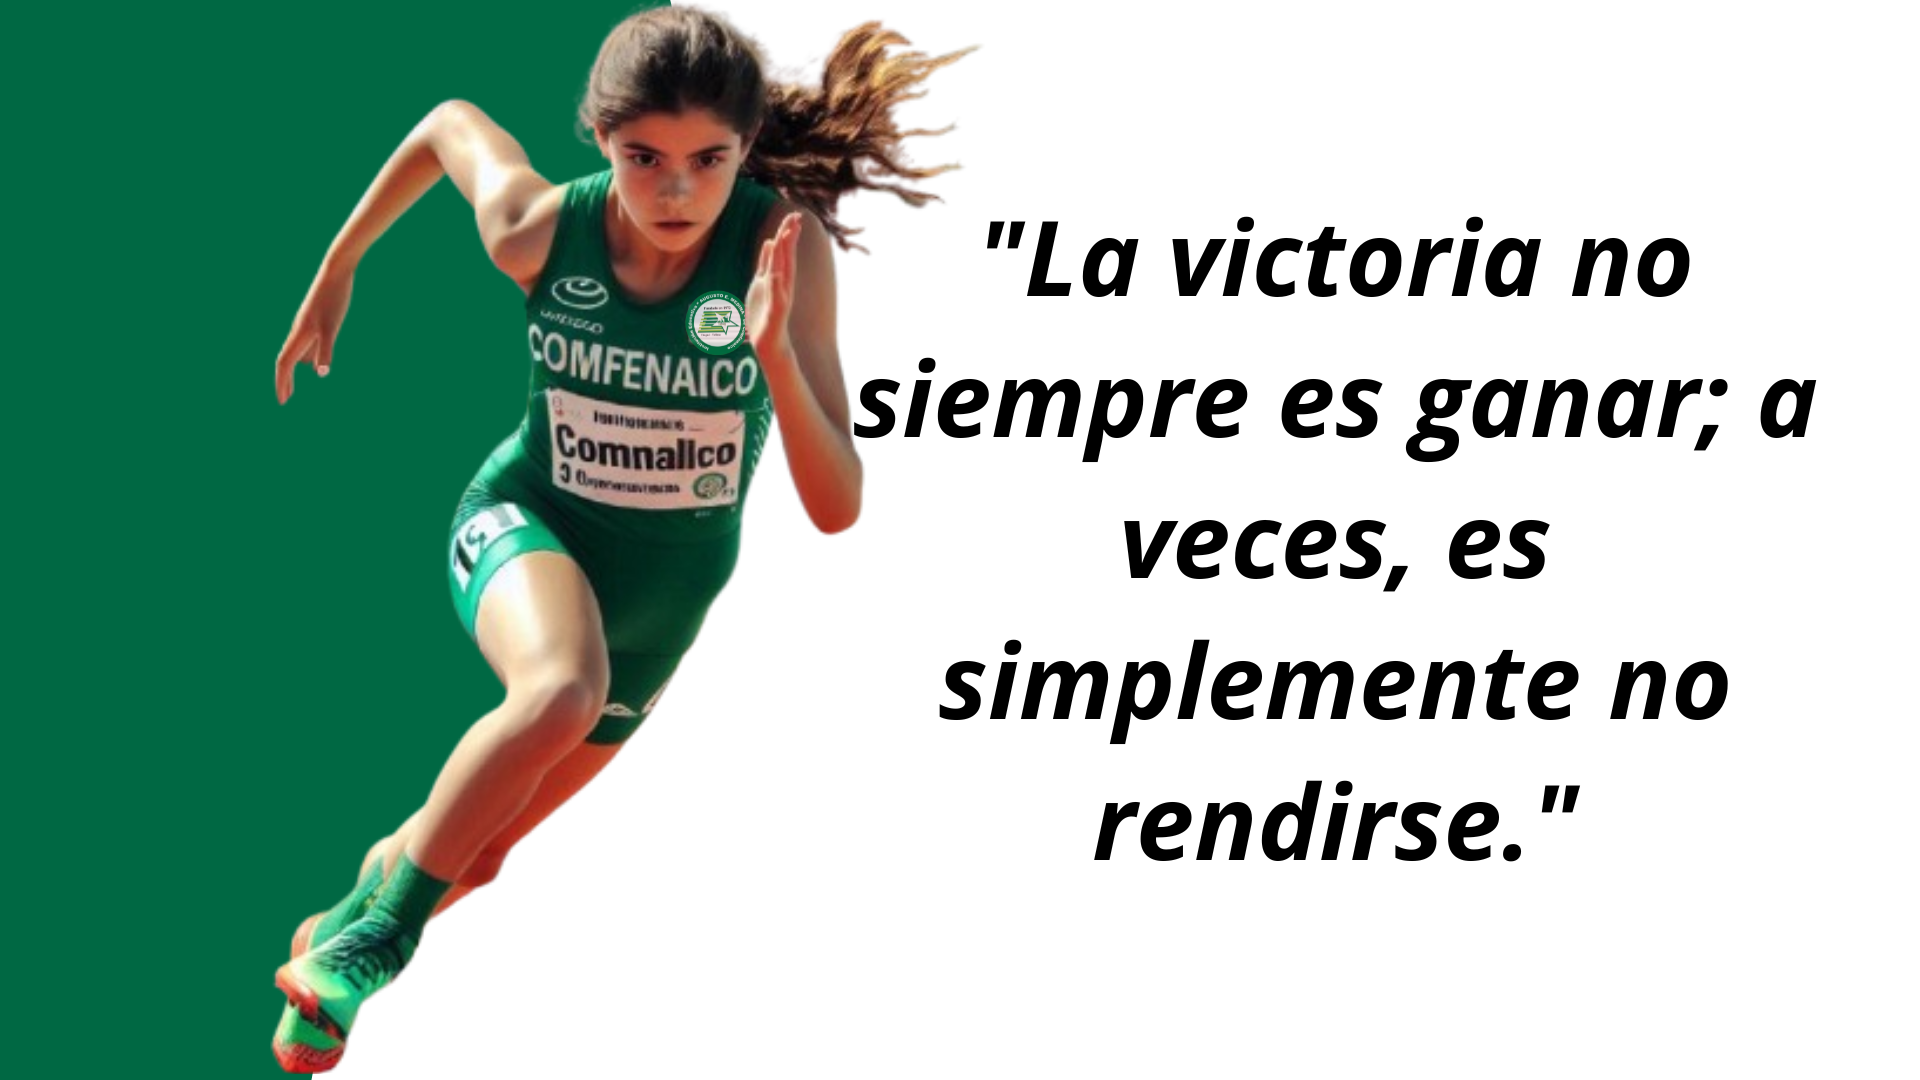 COMFENAICO
Comnalico
"La victoria no
siempre es ganar; a
veces, es
simplemente no
rendirse."